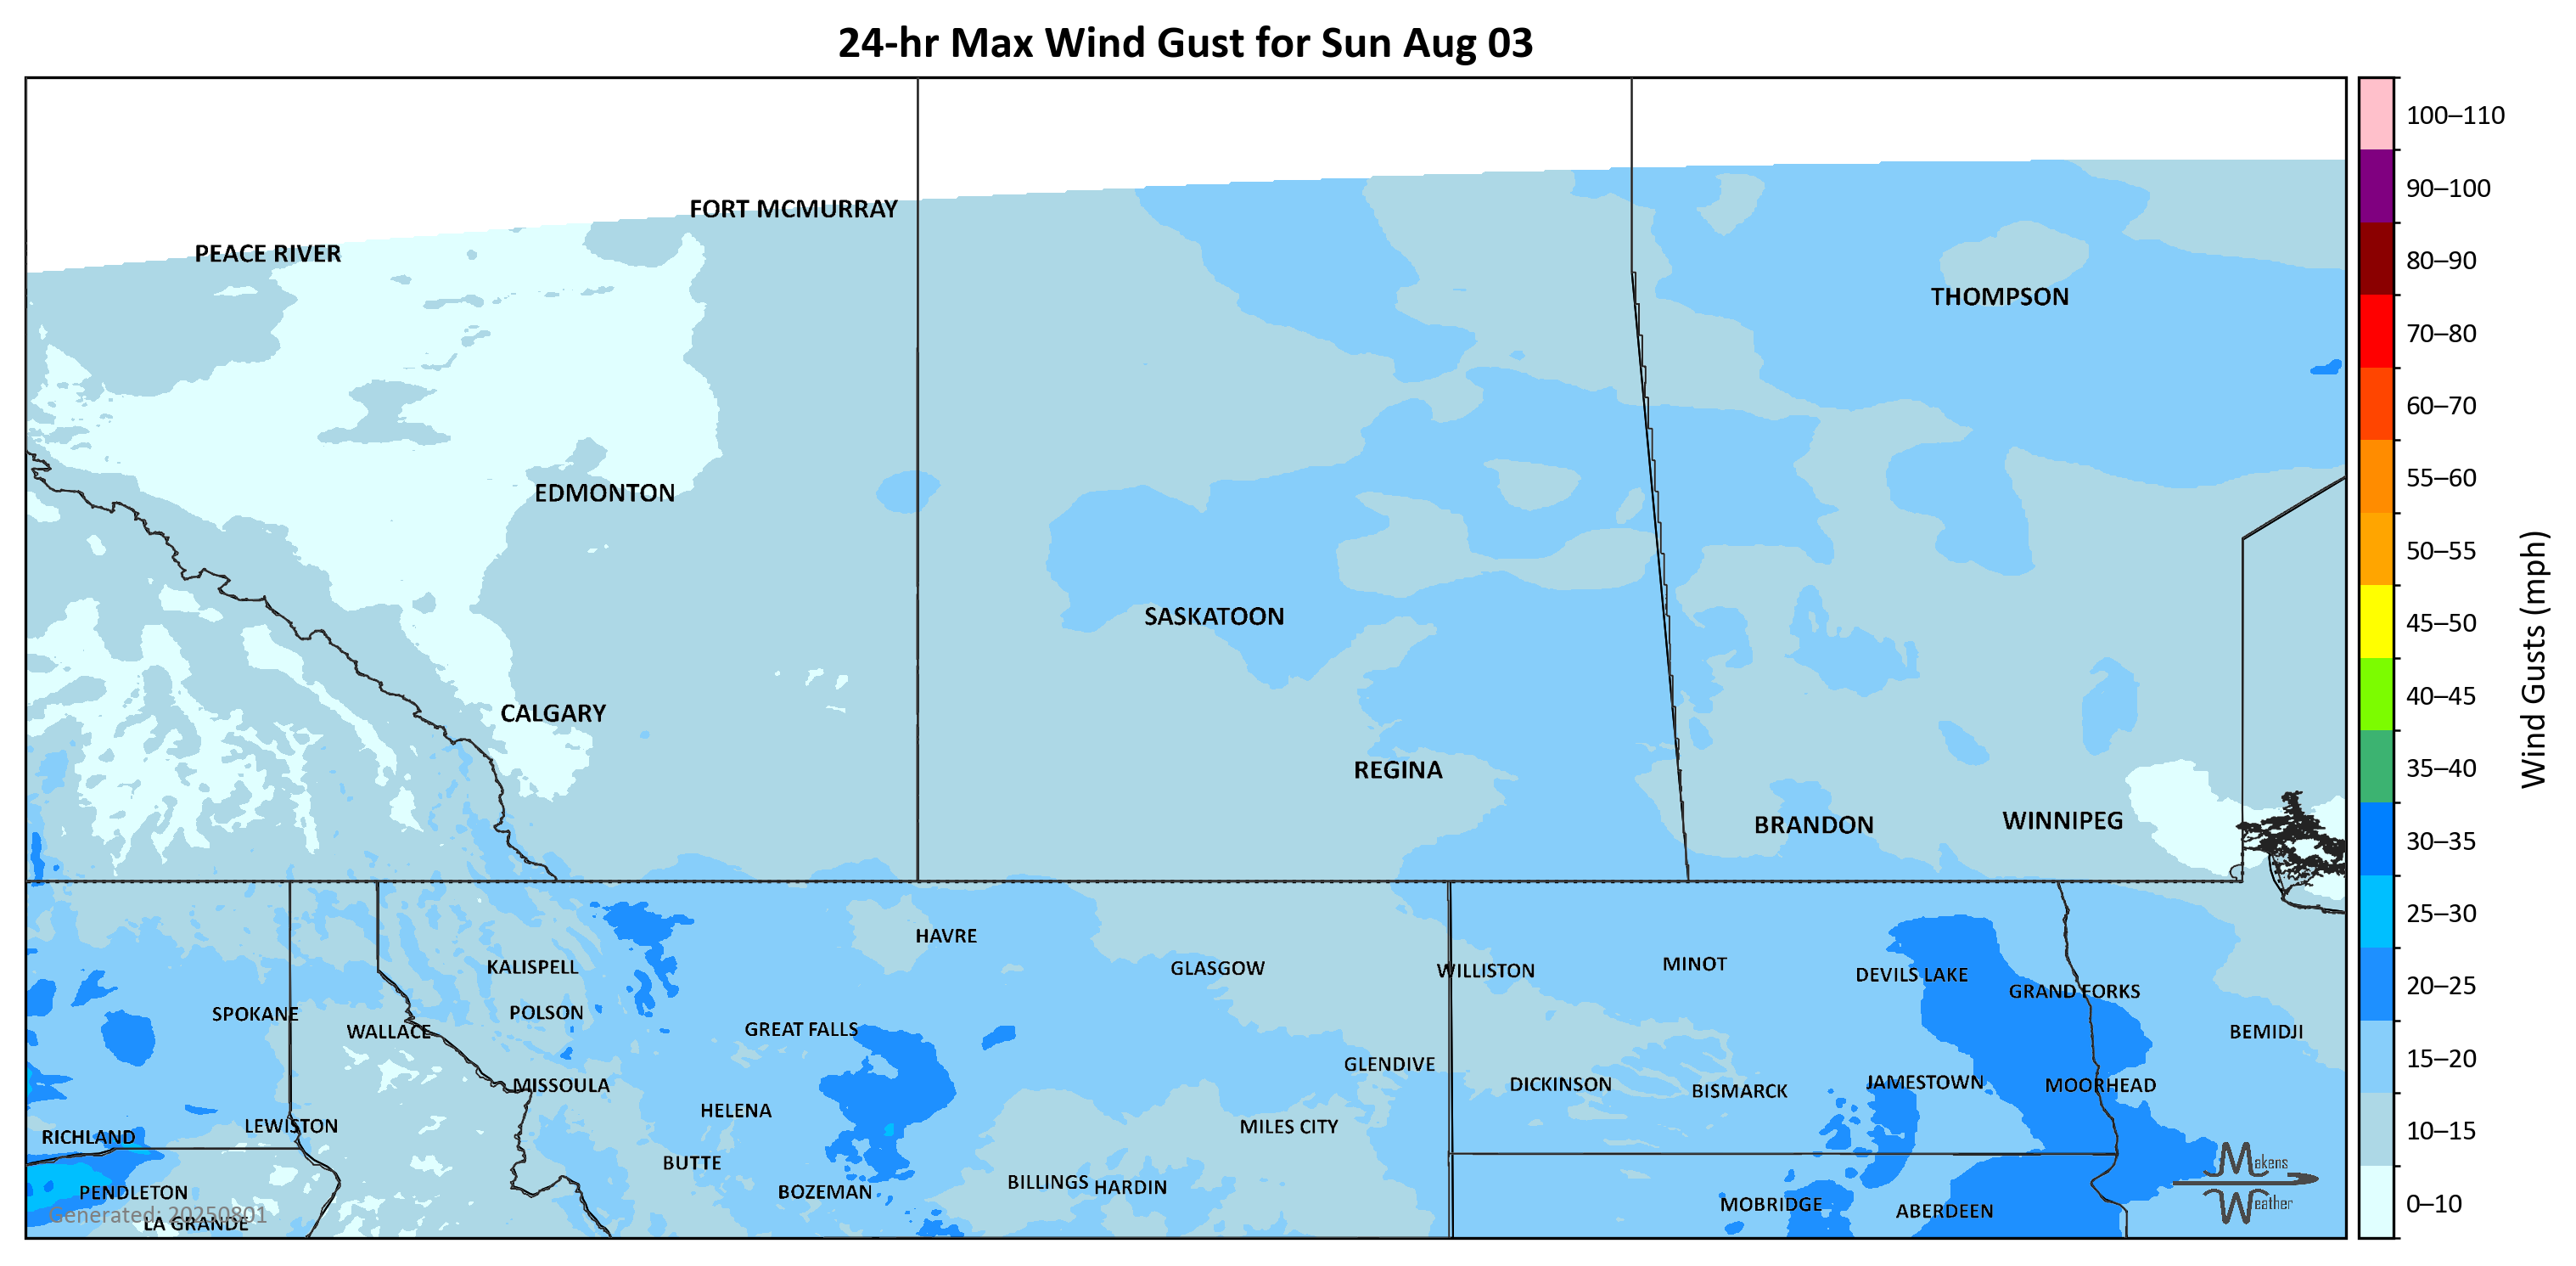 24-hr Max Wind Gust for Sun Aug 03
100–110
90–100
80–90
70–80
60–70
55–60
50–55
45–50
40–45
35–40
30–35
25–30
20–25
15–20
10–15
0–10
Wind Gusts (mph)
FORT MCMURRAY
PEACE RIVER
THOMPSON
EDMONTON
SASKATOON
CALGARY
REGINA
BRANDON
WINNIPEG
HAVRE
KALISPELL
GLASGOW
WILLISTON
MINOT
DEVILS LAKE
GRAND FORKS
SPOKANE
POLSON
WALLACE
GREAT FALLS
BEMIDJI
GLENDIVE
MISSOULA
DICKINSON
BISMARCK
JAMESTOWN
MOORHEAD
HELENA
LEWISTON
MILES CITY
RICHLAND
BUTTE
BOZEMAN
BILLINGS
HARDIN
PENDLETON
MOBRIDGE
ABERDEEN
LA GRANDE
Generated: 20250801
Makens
Weather